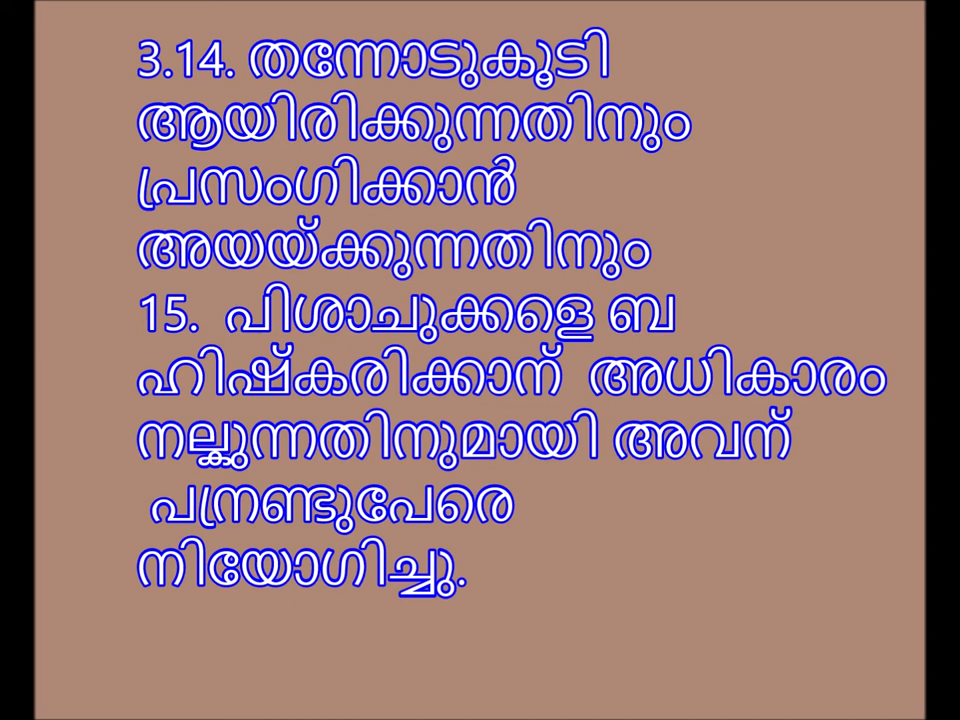 3.14. തന്നോടുകൂടി
ആയിരിക്കുന്നതിനും
പ്രസംഗിക്കാൻ
അയയ്ക്കുന്നതിനും
15. പിശാചുക്കളെ ബ
ഹിഷ്കരിക്കാന് അധികാരം
നല്കുന്നതിനുമായി അവന്
പന്ത്രണ്ടുപേരെ
നിയോഗിച്ചു.